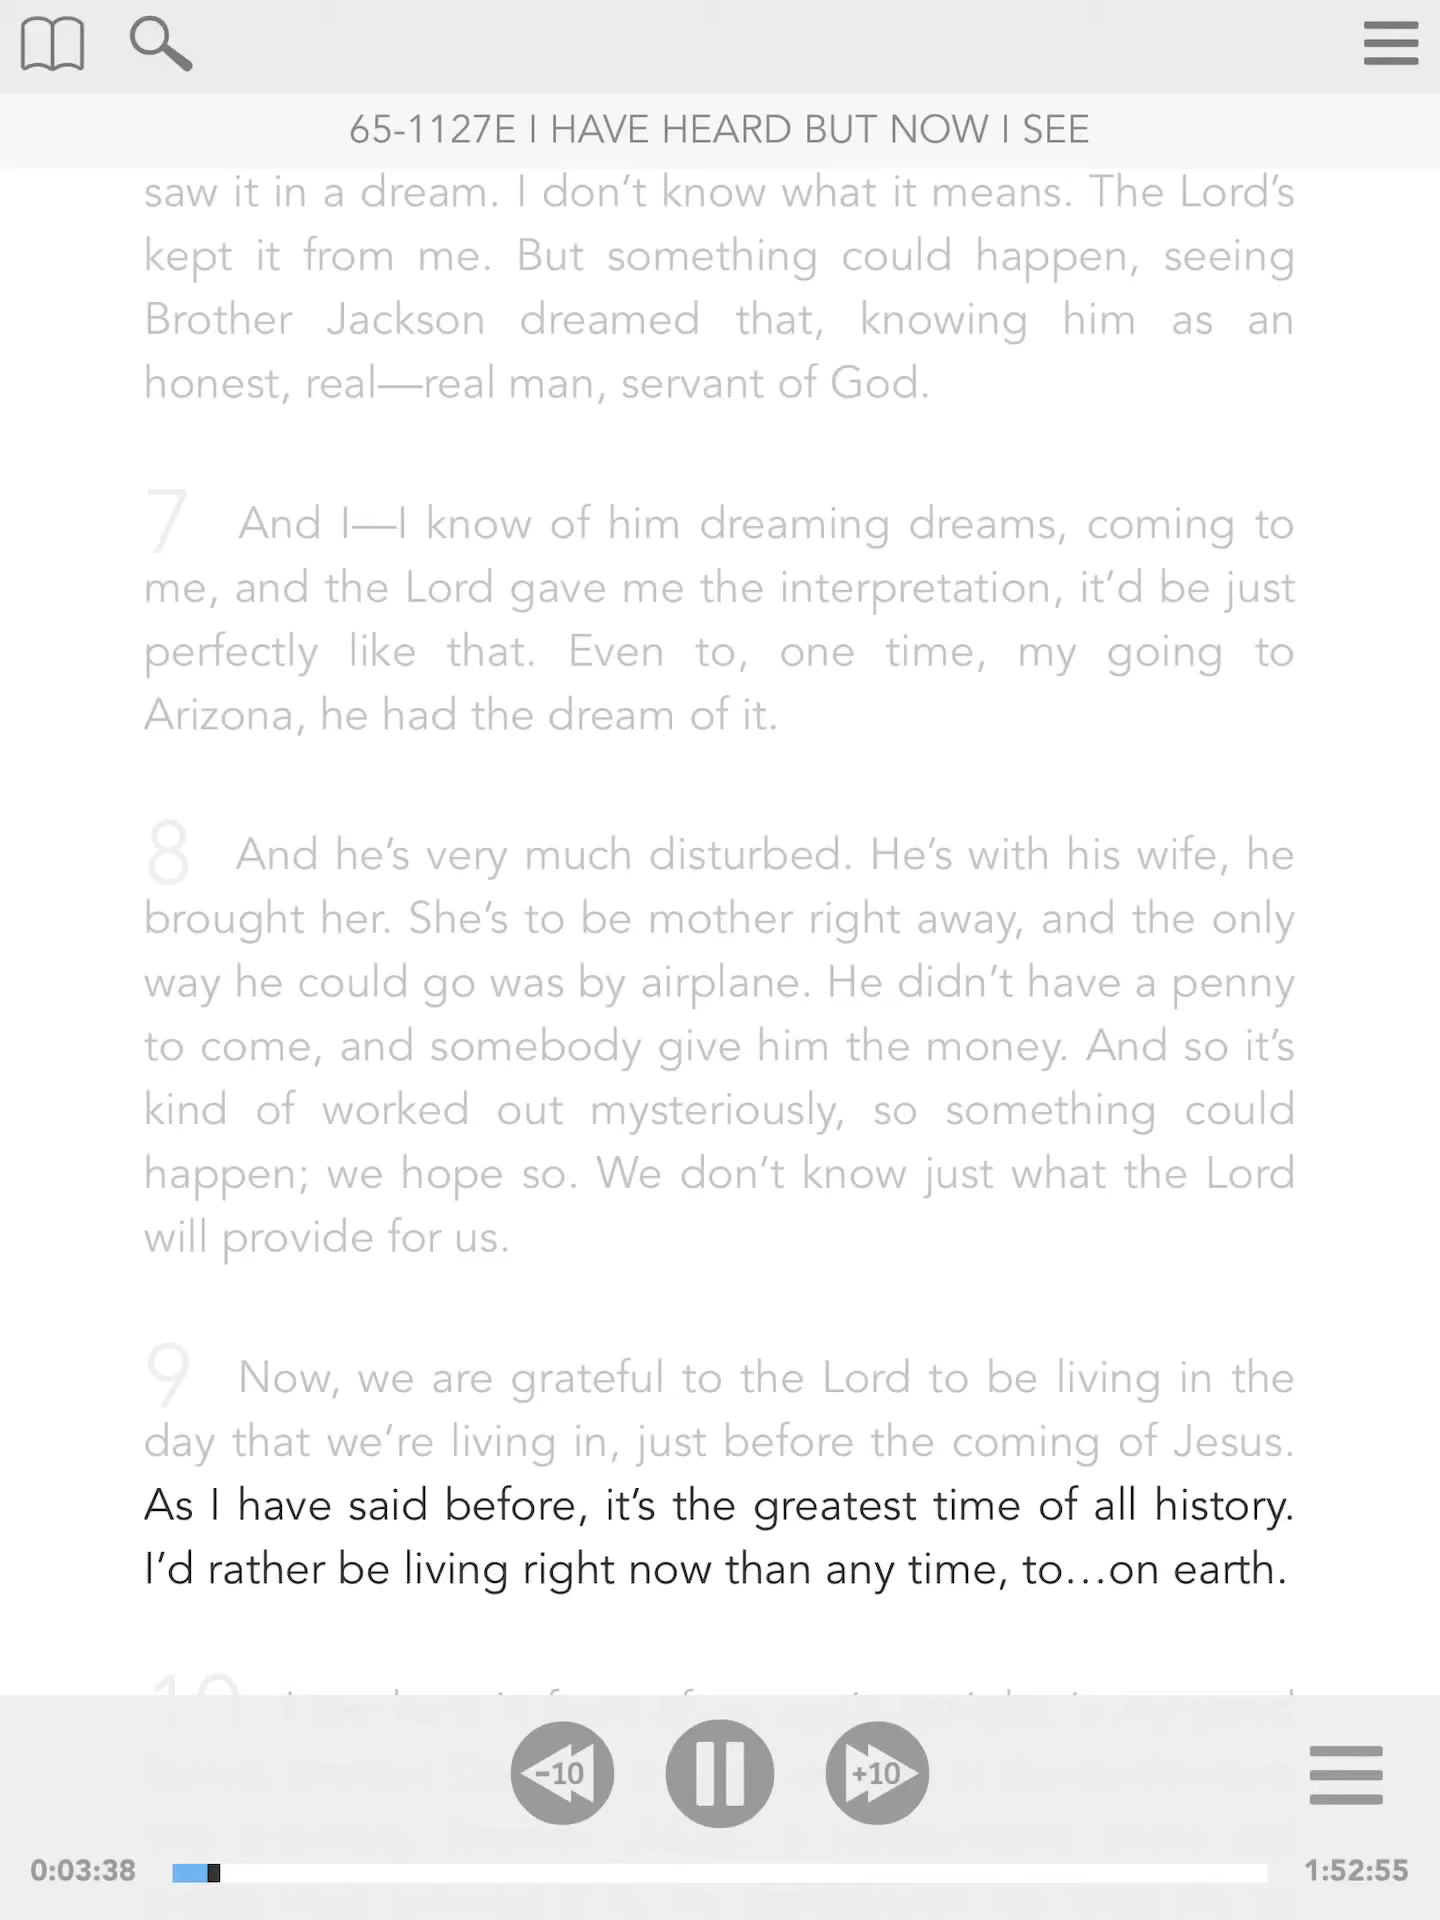 65-1127E I HAVE HEARD BUT NOW I SEE
saw it in a dream. I don’t know what it means. The Lord’s
kept it from me. But something could happen, seeing
Brother Jackson dreamed that, knowing him as an
honest, real—real man, servant of God.
7 And I—I know of him dreaming dreams, coming to
me, and the Lord gave me the interpretation, it’d be just
perfectly like that. Even to, one time, my going to
Arizona, he had the dream of it.
8 And he’s very much disturbed. He’s with his wife, he
brought her. She’s to be mother right away, and the only
way he could go was by airplane. He didn’t have a penny
to come, and somebody give him the money. And so it’s
kind of worked out mysteriously, so something could
happen; we hope so. We don’t know just what the Lord
will provide for us.
9 Now, we are grateful to the Lord to be living in the
day that we’re living in, just before the coming of Jesus.
As I have said before, it’s the greatest time of all history.
I’d rather be living right now than any time, to…on earth.
10
-10 +10
0:03:38 1:52:55